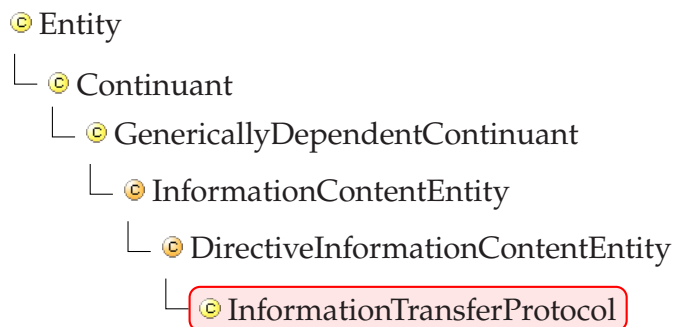 © Entity
© Continuant
© GenericallyDependentContinuant
© InformationContentEntity
© DirectiveInformationContentEntity
© InformationTransferProtocol